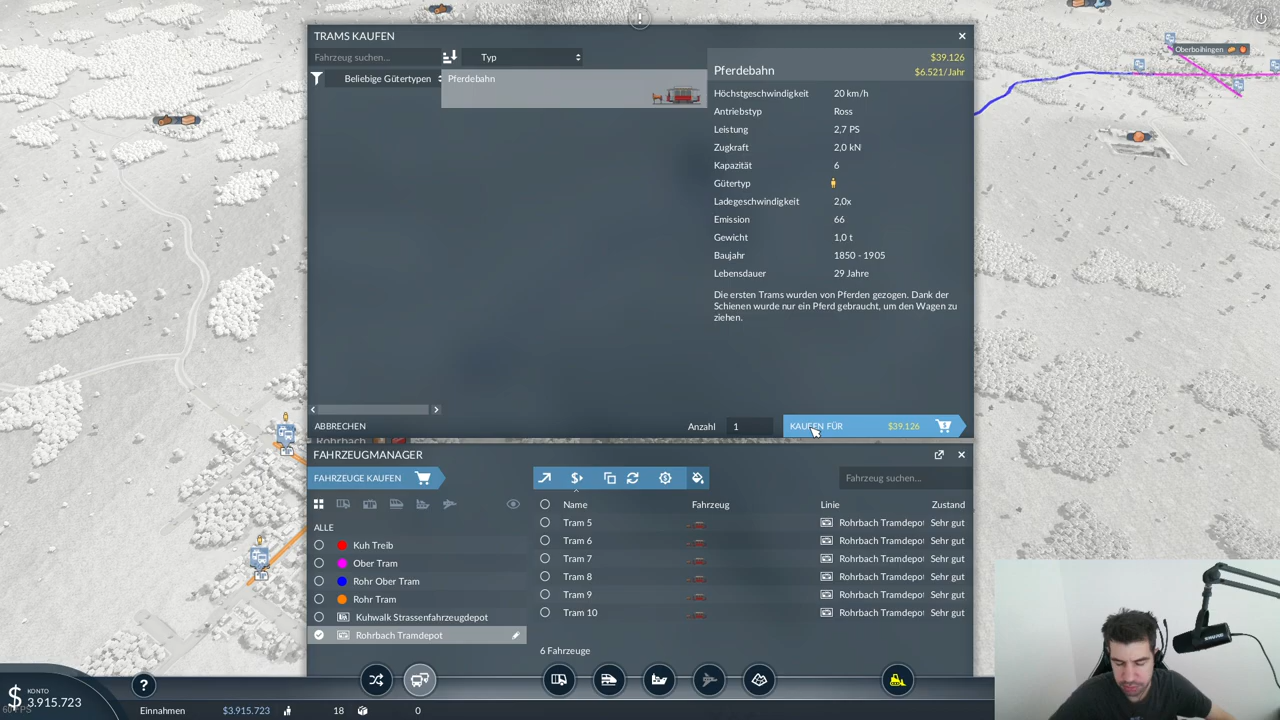 TRAMS KAUFEN
Fahrzeug suchen...
Typ
Beliebige Gütertypen
Pferdebahn
Pferdebahn
$39.126
$6.521/Jahr
Höchstgeschwindigkeit 20 km/h
Antriebstyp Ross
Leistung 2,7 PS
Zugkraft 2,0 kN
Kapazität 6
Gütertyp
Ladegeschwindigkeit 2,0x
Emission 66
Gewicht 1,0 t
Baujahr 1850 - 1905
Lebensdauer 29 Jahre
Die ersten Trams wurden von Pferden gezogen. Dank der
Schienen wurde nur ein Pferd gebraucht, um den Wagen zu
ziehen.
ABBRECHEN
Anzahl 1
KAUFEN FÜR $39.126
Oberboihingen
Rohrbach
FAHRZEUGMANAGER
FAHRZEUGE KAUFEN
Fahrzeug suchen...
ALLE
Kuh Treib
Ober Tram
Rohr Ober Tram
Rohr Tram
Kuhwalk Strassenfahrzeugdepot
Rohrbach Tramdepot
Name Fahrzeug Linie Zustand
Tram 5 Rohrbach Tramdepot Sehr gut
Tram 6 Rohrbach Tramdepot Sehr gut
Tram 7 Rohrbach Tramdepot Sehr gut
Tram 8 Rohrbach Tramdepot Sehr gut
Tram 9 Rohrbach Tramdepot Sehr gut
Tram 10 Rohrbach Tramdepot Sehr gut
6 Fahrzeuge
$ KONTO
3.915.723
60 FPS
?
Einnahmen $3.915.723 18 0
SHURE